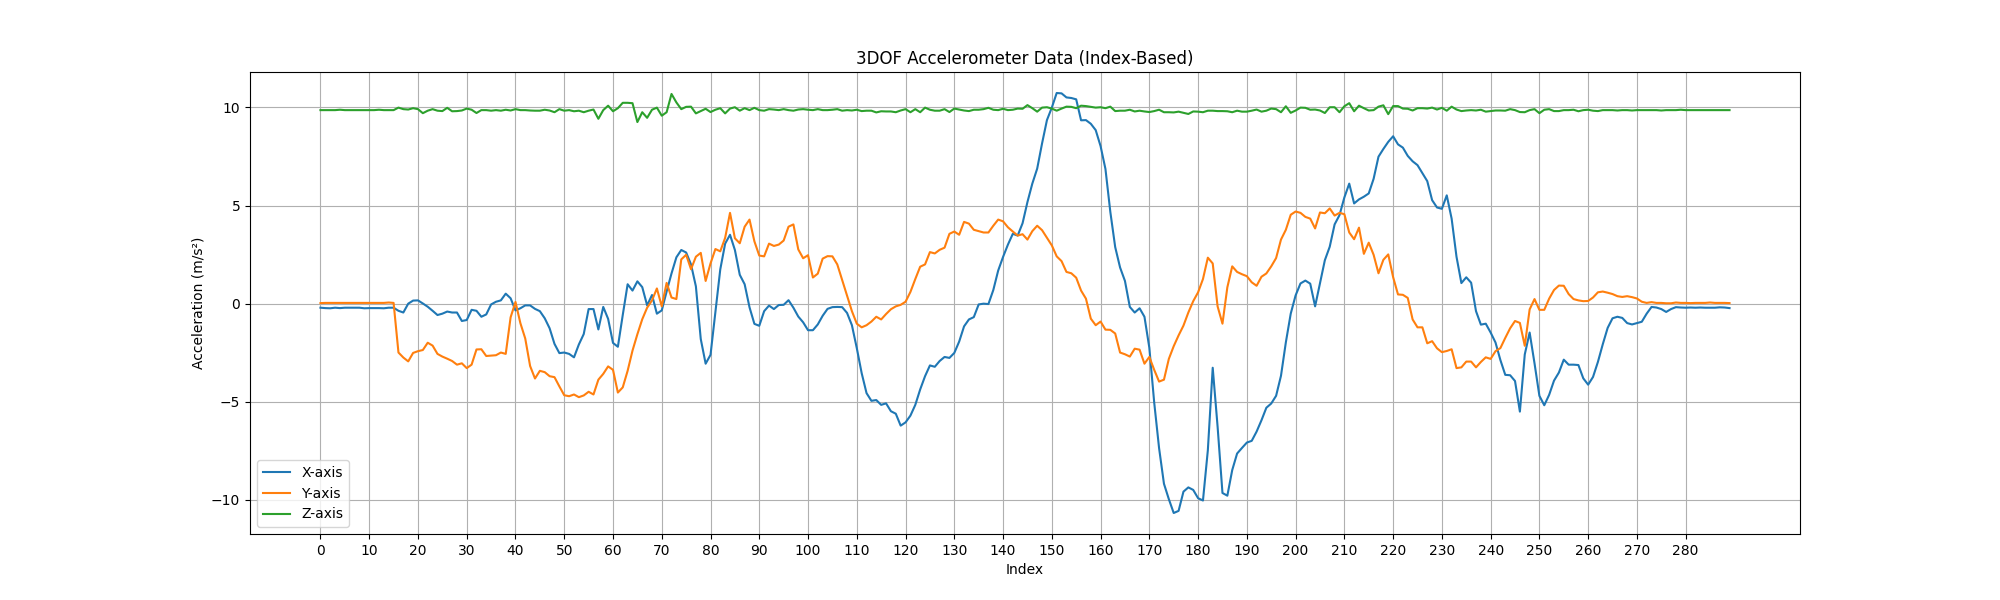 3DOF Accelerometer Data (Index-Based)
Acceleration (m/s²)
10
5
0
−5
−10
X-axis
Y-axis
Z-axis
0 10 20 30 40 50 60 70 80 90 100 110 120 130 140 150 160 170 180 190 200 210 220 230 240 250 260 270 280
Index